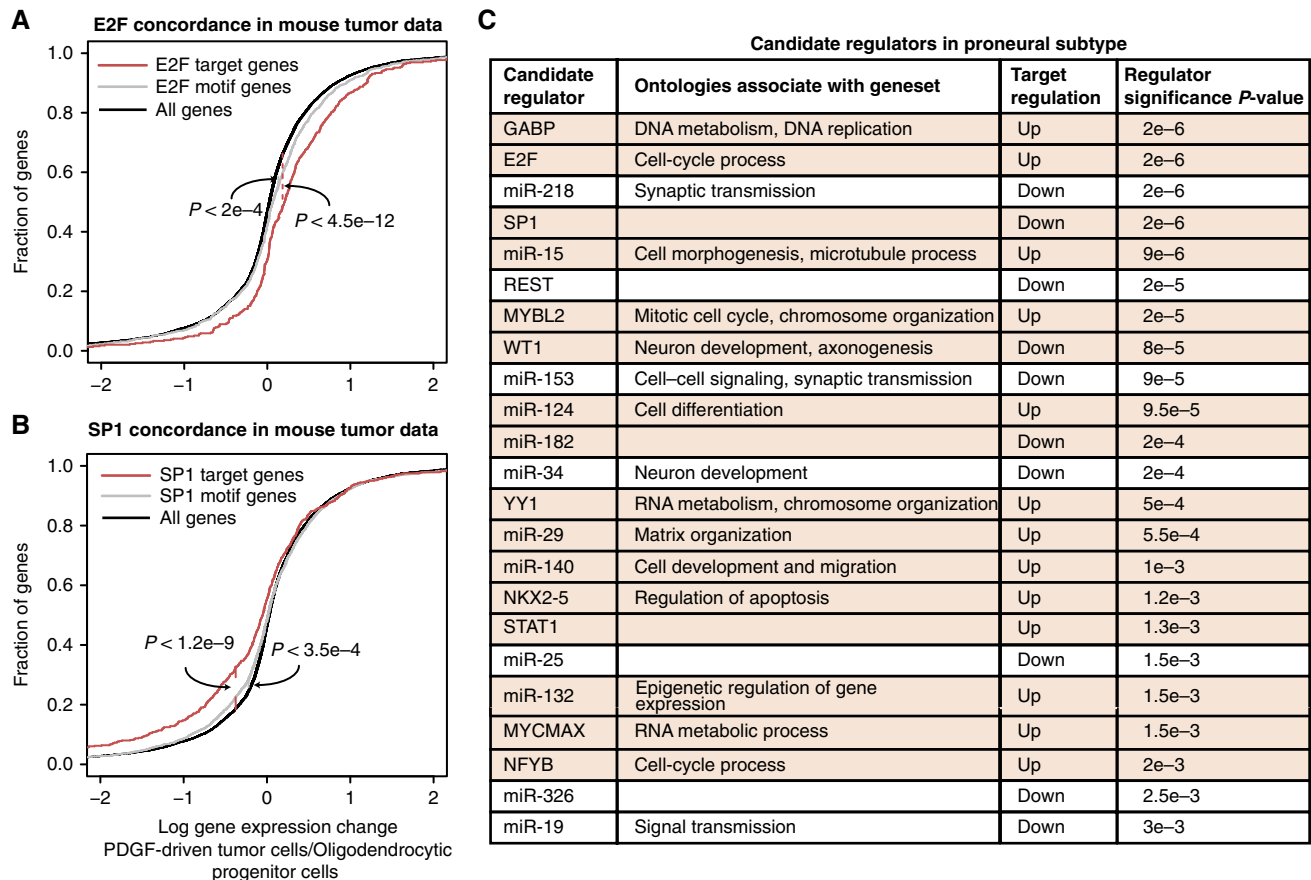 A
E2F concordance in mouse tumor data
E2F target genes
E2F motif genes
All genes
P < 2e–4
P < 4.5e–12
Fraction of genes
1.0
0.8
0.6
0.4
0.2
0.0
–2 –1 0 1 2
B
SP1 concordance in mouse tumor data
SP1 target genes
SP1 motif genes
All genes
P < 1.2e–9
P < 3.5e–4
Fraction of genes
1.0
0.8
0.6
0.4
0.2
0.0
–2 –1 0 1 2
Log gene expression change
PDGF-driven tumor cells/Oligodendrocytic
progenitor cells
C
Candidate regulators in proneural subtype
Candidate regulator Ontologies associate with geneset Target regulation Regulator significance P-value
GABP DNA metabolism, DNA replication Up 2e–6
E2F Cell-cycle process Up 2e–6
miR-218 Synaptic transmission Down 2e–6
SP1 Down 2e–6
miR-15 Cell morphogenesis, microtubule process Up 9e–6
REST Down 2e–5
MYBL2 Mitotic cell cycle, chromosome organization Up 2e–5
WT1 Neuron development, axonogenesis Down 8e–5
miR-153 Cell–cell signaling, synaptic transmission Down 9e–5
miR-124 Cell differentiation Up 9.5e–5
miR-182 Down 2e–4
miR-34 Neuron development Down 2e–4
YY1 RNA metabolism, chromosome organization Up 5e–4
miR-29 Matrix organization Up 5.5e–4
miR-140 Cell development and migration Up 1e–3
NKX2-5 Regulation of apoptosis Up 1.2e–3
STAT1 Up 1.3e–3
miR-25 Down 1.5e–3
miR-132 Epigenetic regulation of gene expression Up 1.5e–3
MYCMAX RNA metabolic process Up 1.5e–3
NFYB Cell-cycle process Up 2e–3
miR-326 Down 2.5e–3
miR-19 Signal transmission Down 3e–3